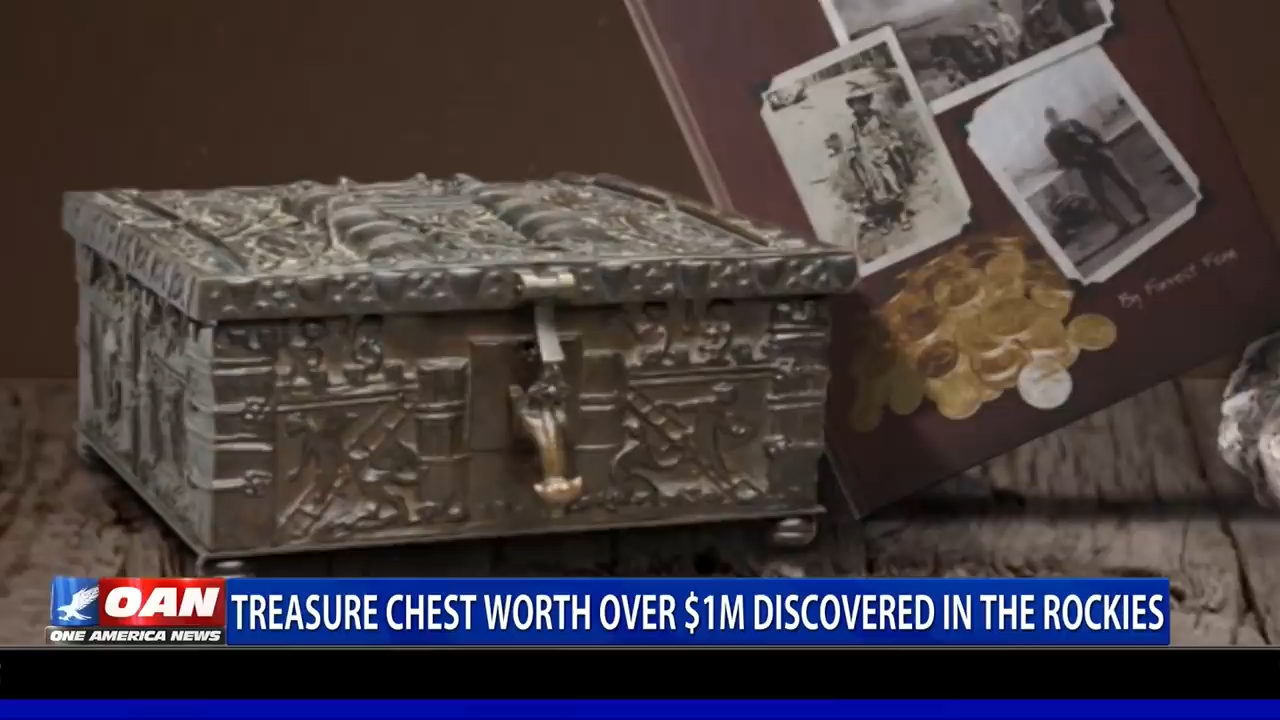 By Forrest Fenn
OAN
ONE AMERICA NEWS
TREASURE CHEST WORTH OVER $1M DISCOVERED IN THE ROCKIES